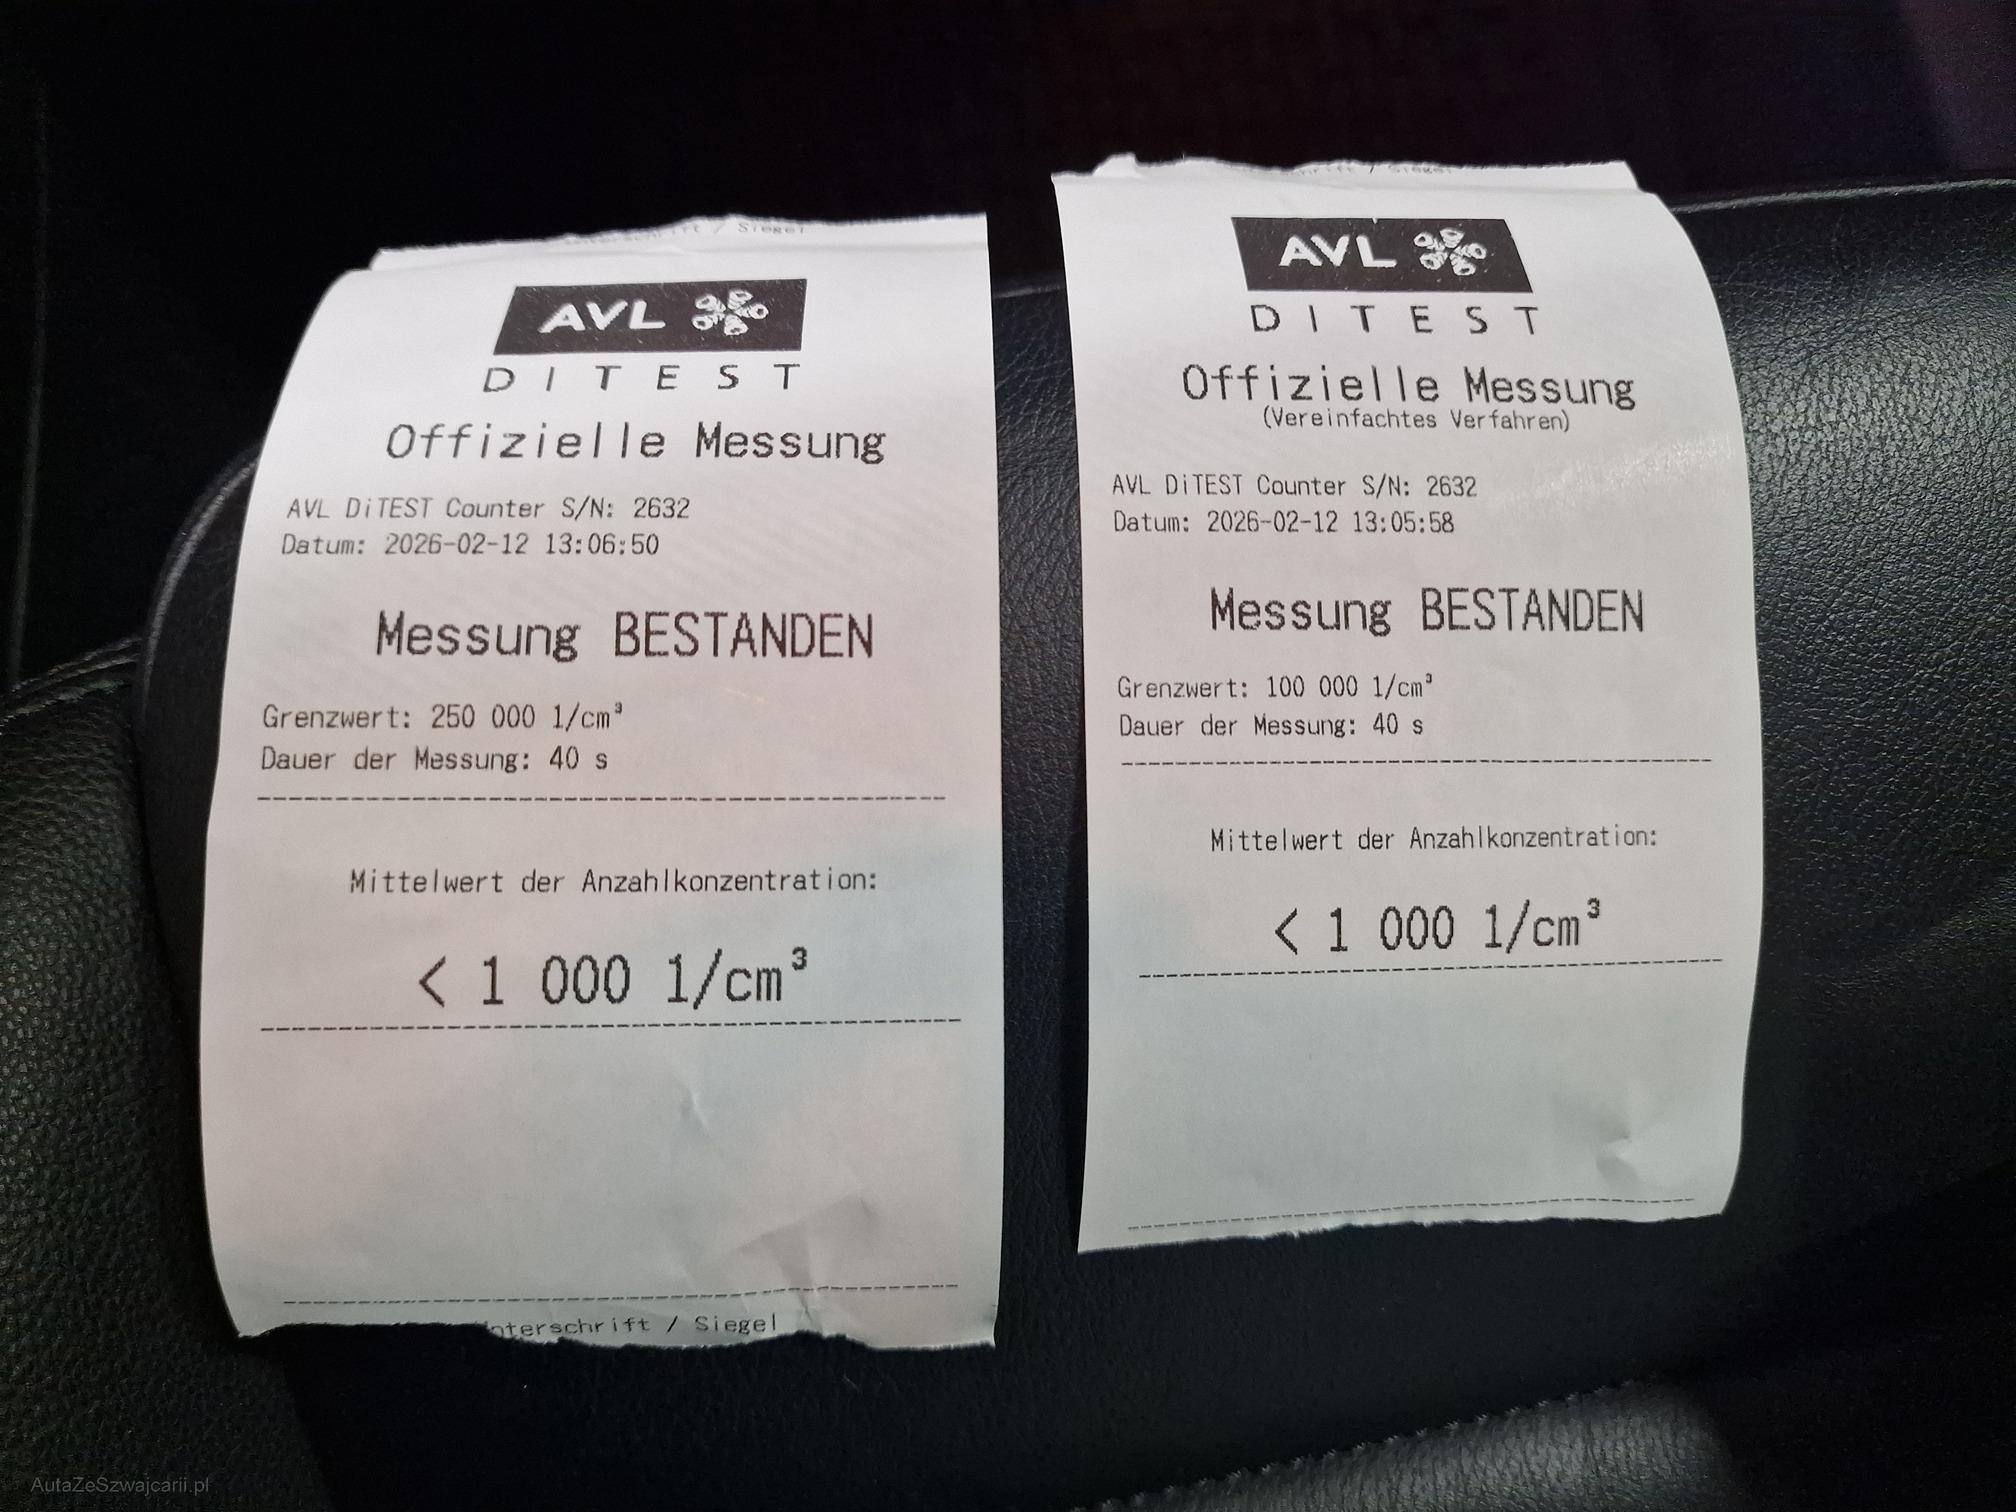 / Siegel
AVL
DITEST
Offizielle Messung
AVL DiTEST Counter S/N: 2632
Datum: 2026-02-12 13:06:50
Messung BESTANDEN
Grenzwert: 250 000 1/cm³
Dauer der Messung: 40 s
Mittelwert der Anzahlkonzentration:
< 1 000 1/cm³
Unterschrift / Siegel
/ Siegel
AVL
DITEST
Offizielle Messung
(Vereinfachtes Verfahren)
AVL DiTEST Counter S/N: 2632
Datum: 2026-02-12 13:05:58
Messung BESTANDEN
Grenzwert: 100 000 1/cm³
Dauer der Messung: 40 s
Mittelwert der Anzahlkonzentration:
< 1 000 1/cm³
AutaZeSzwajcarii.pl